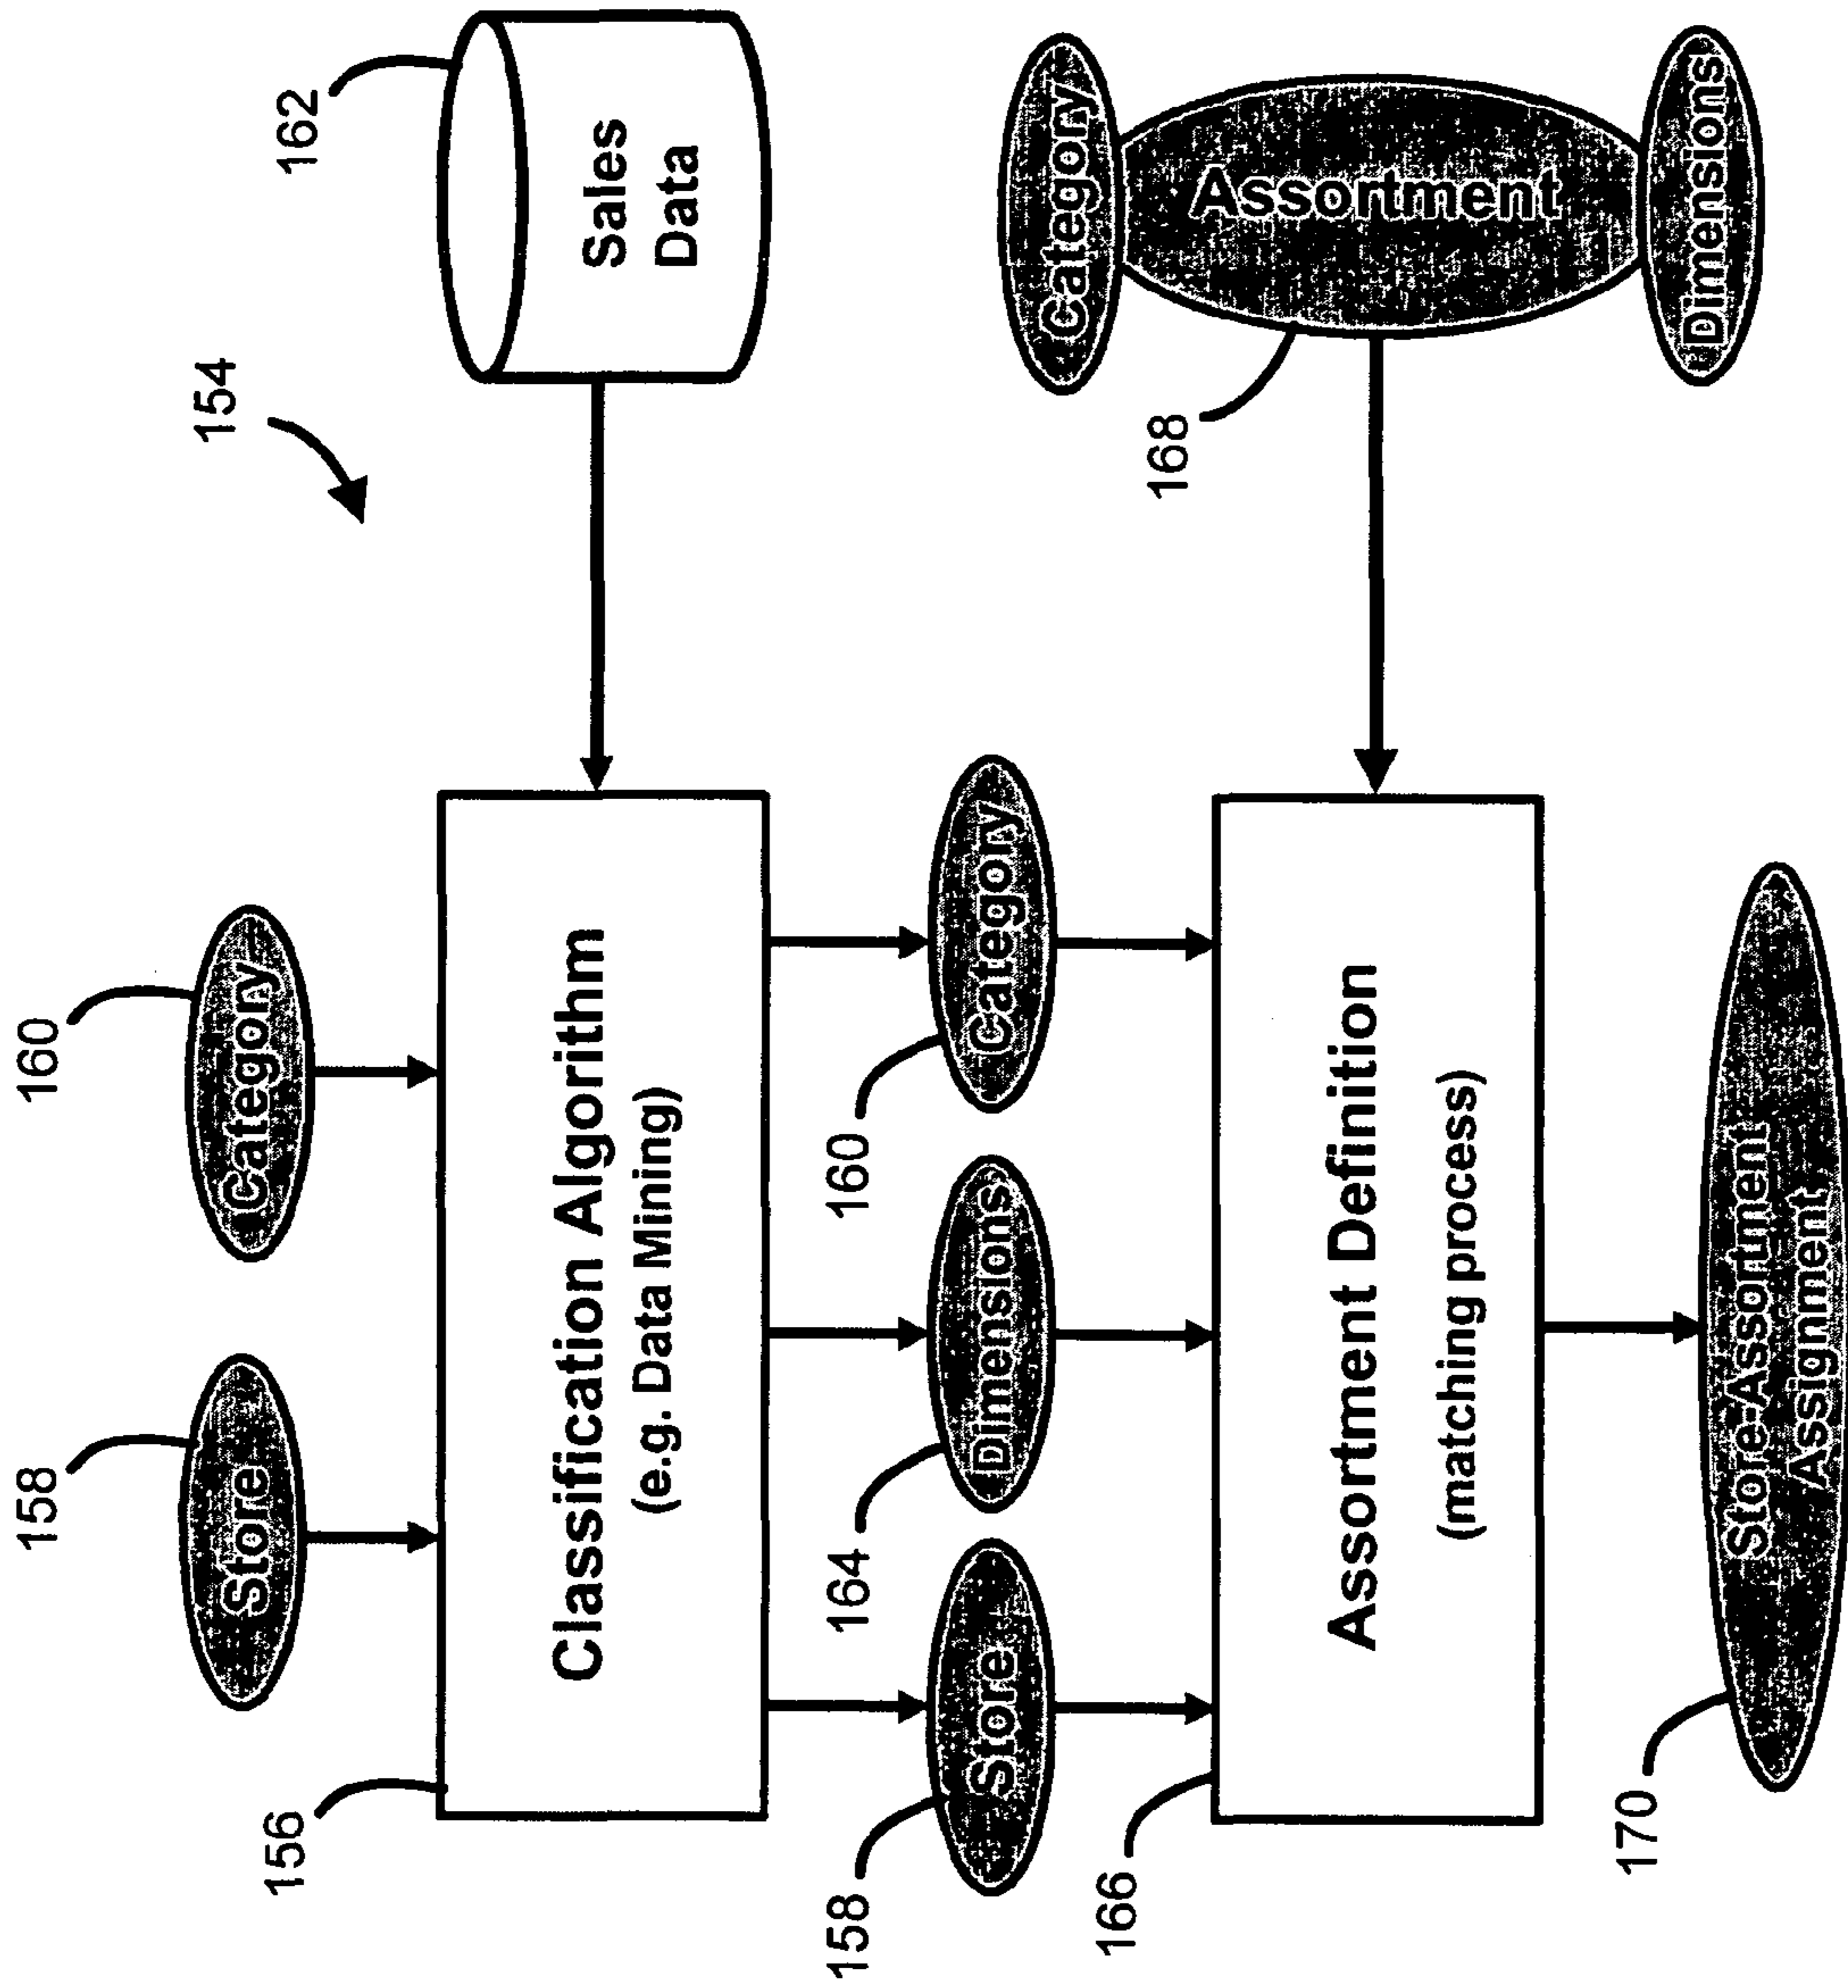 158
160
154
Store
Category
162
156
Classification Algorithm
(e.g. Data Mining)
Sales
Data
158
164
160
Store
Dimensions
Category
166
168
Category
Assortment
Dimensions
Assortment Definition
(matching process)
170
Store-Assortment
Assignment